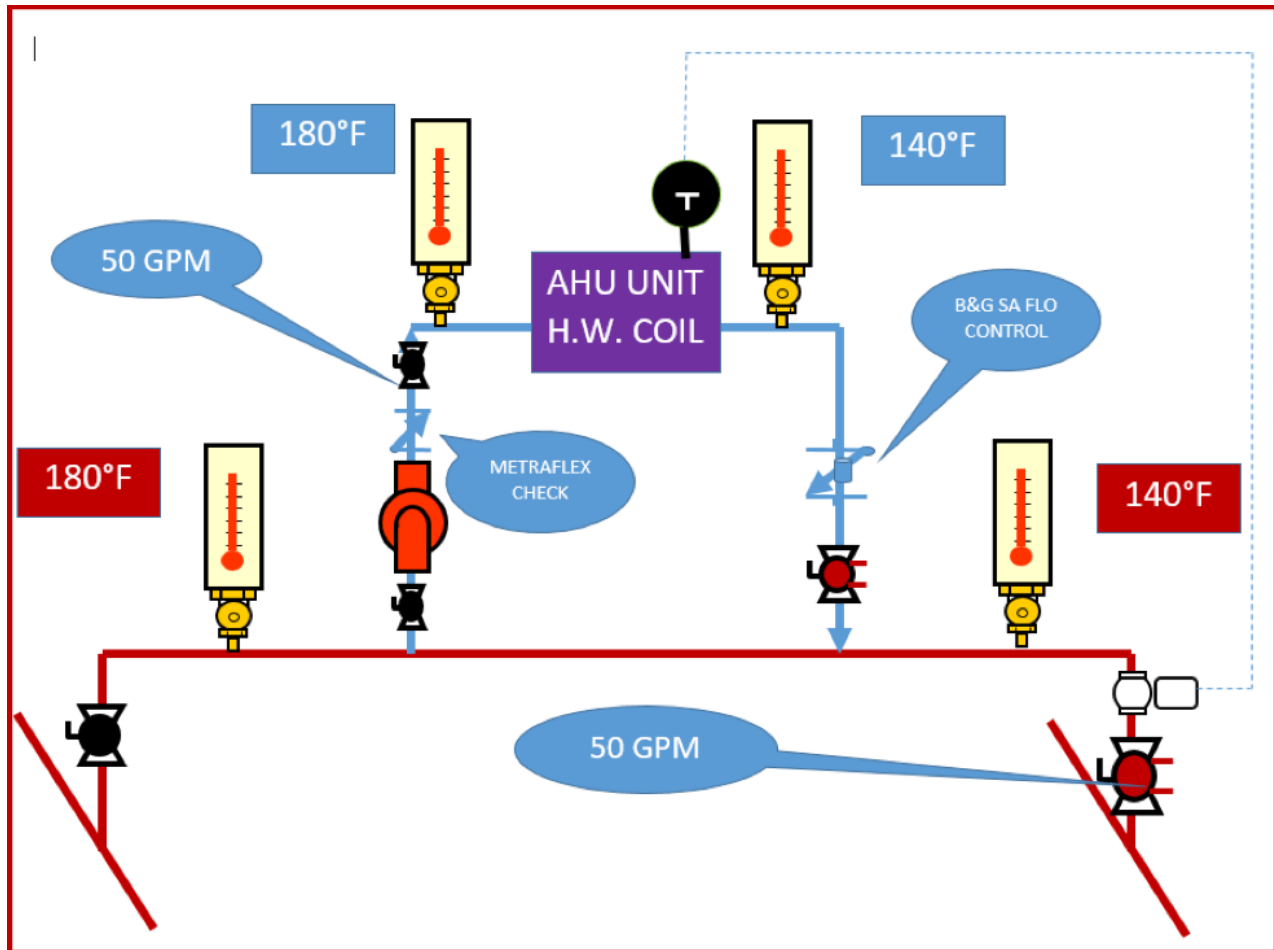 180°F
140°F
50 GPM
T
AHU UNIT
H.W. COIL
B&G SA FLO
CONTROL
180°F
METRAFLEX
CHECK
140°F
50 GPM